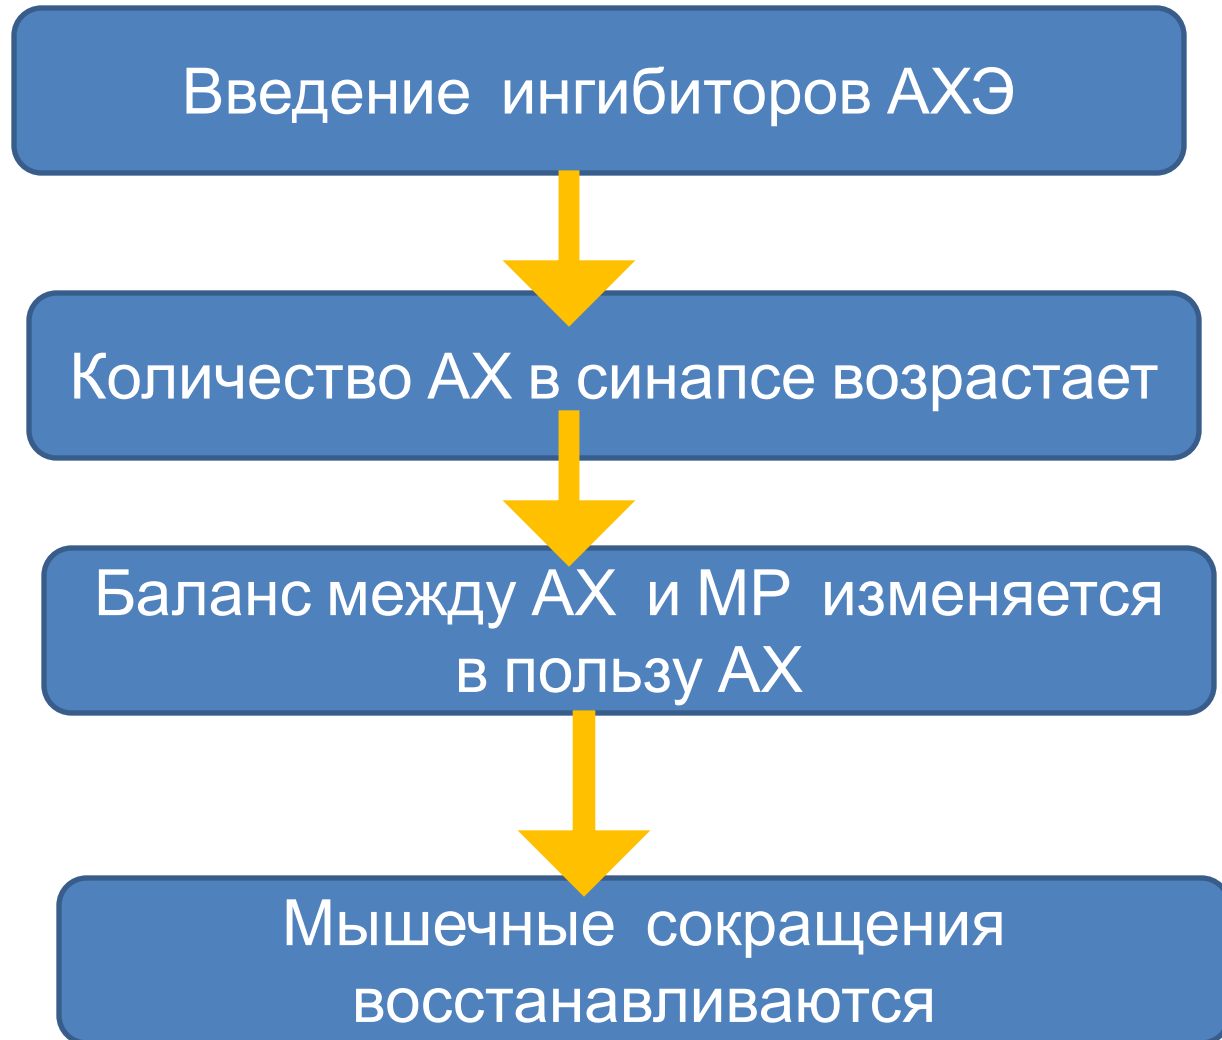 Введение ингибиторов АХЭ
Количество АХ в синапсе возрастает
Баланс между АХ и МР изменяется
в пользу АХ
Мышечные сокращения
восстанавливаются